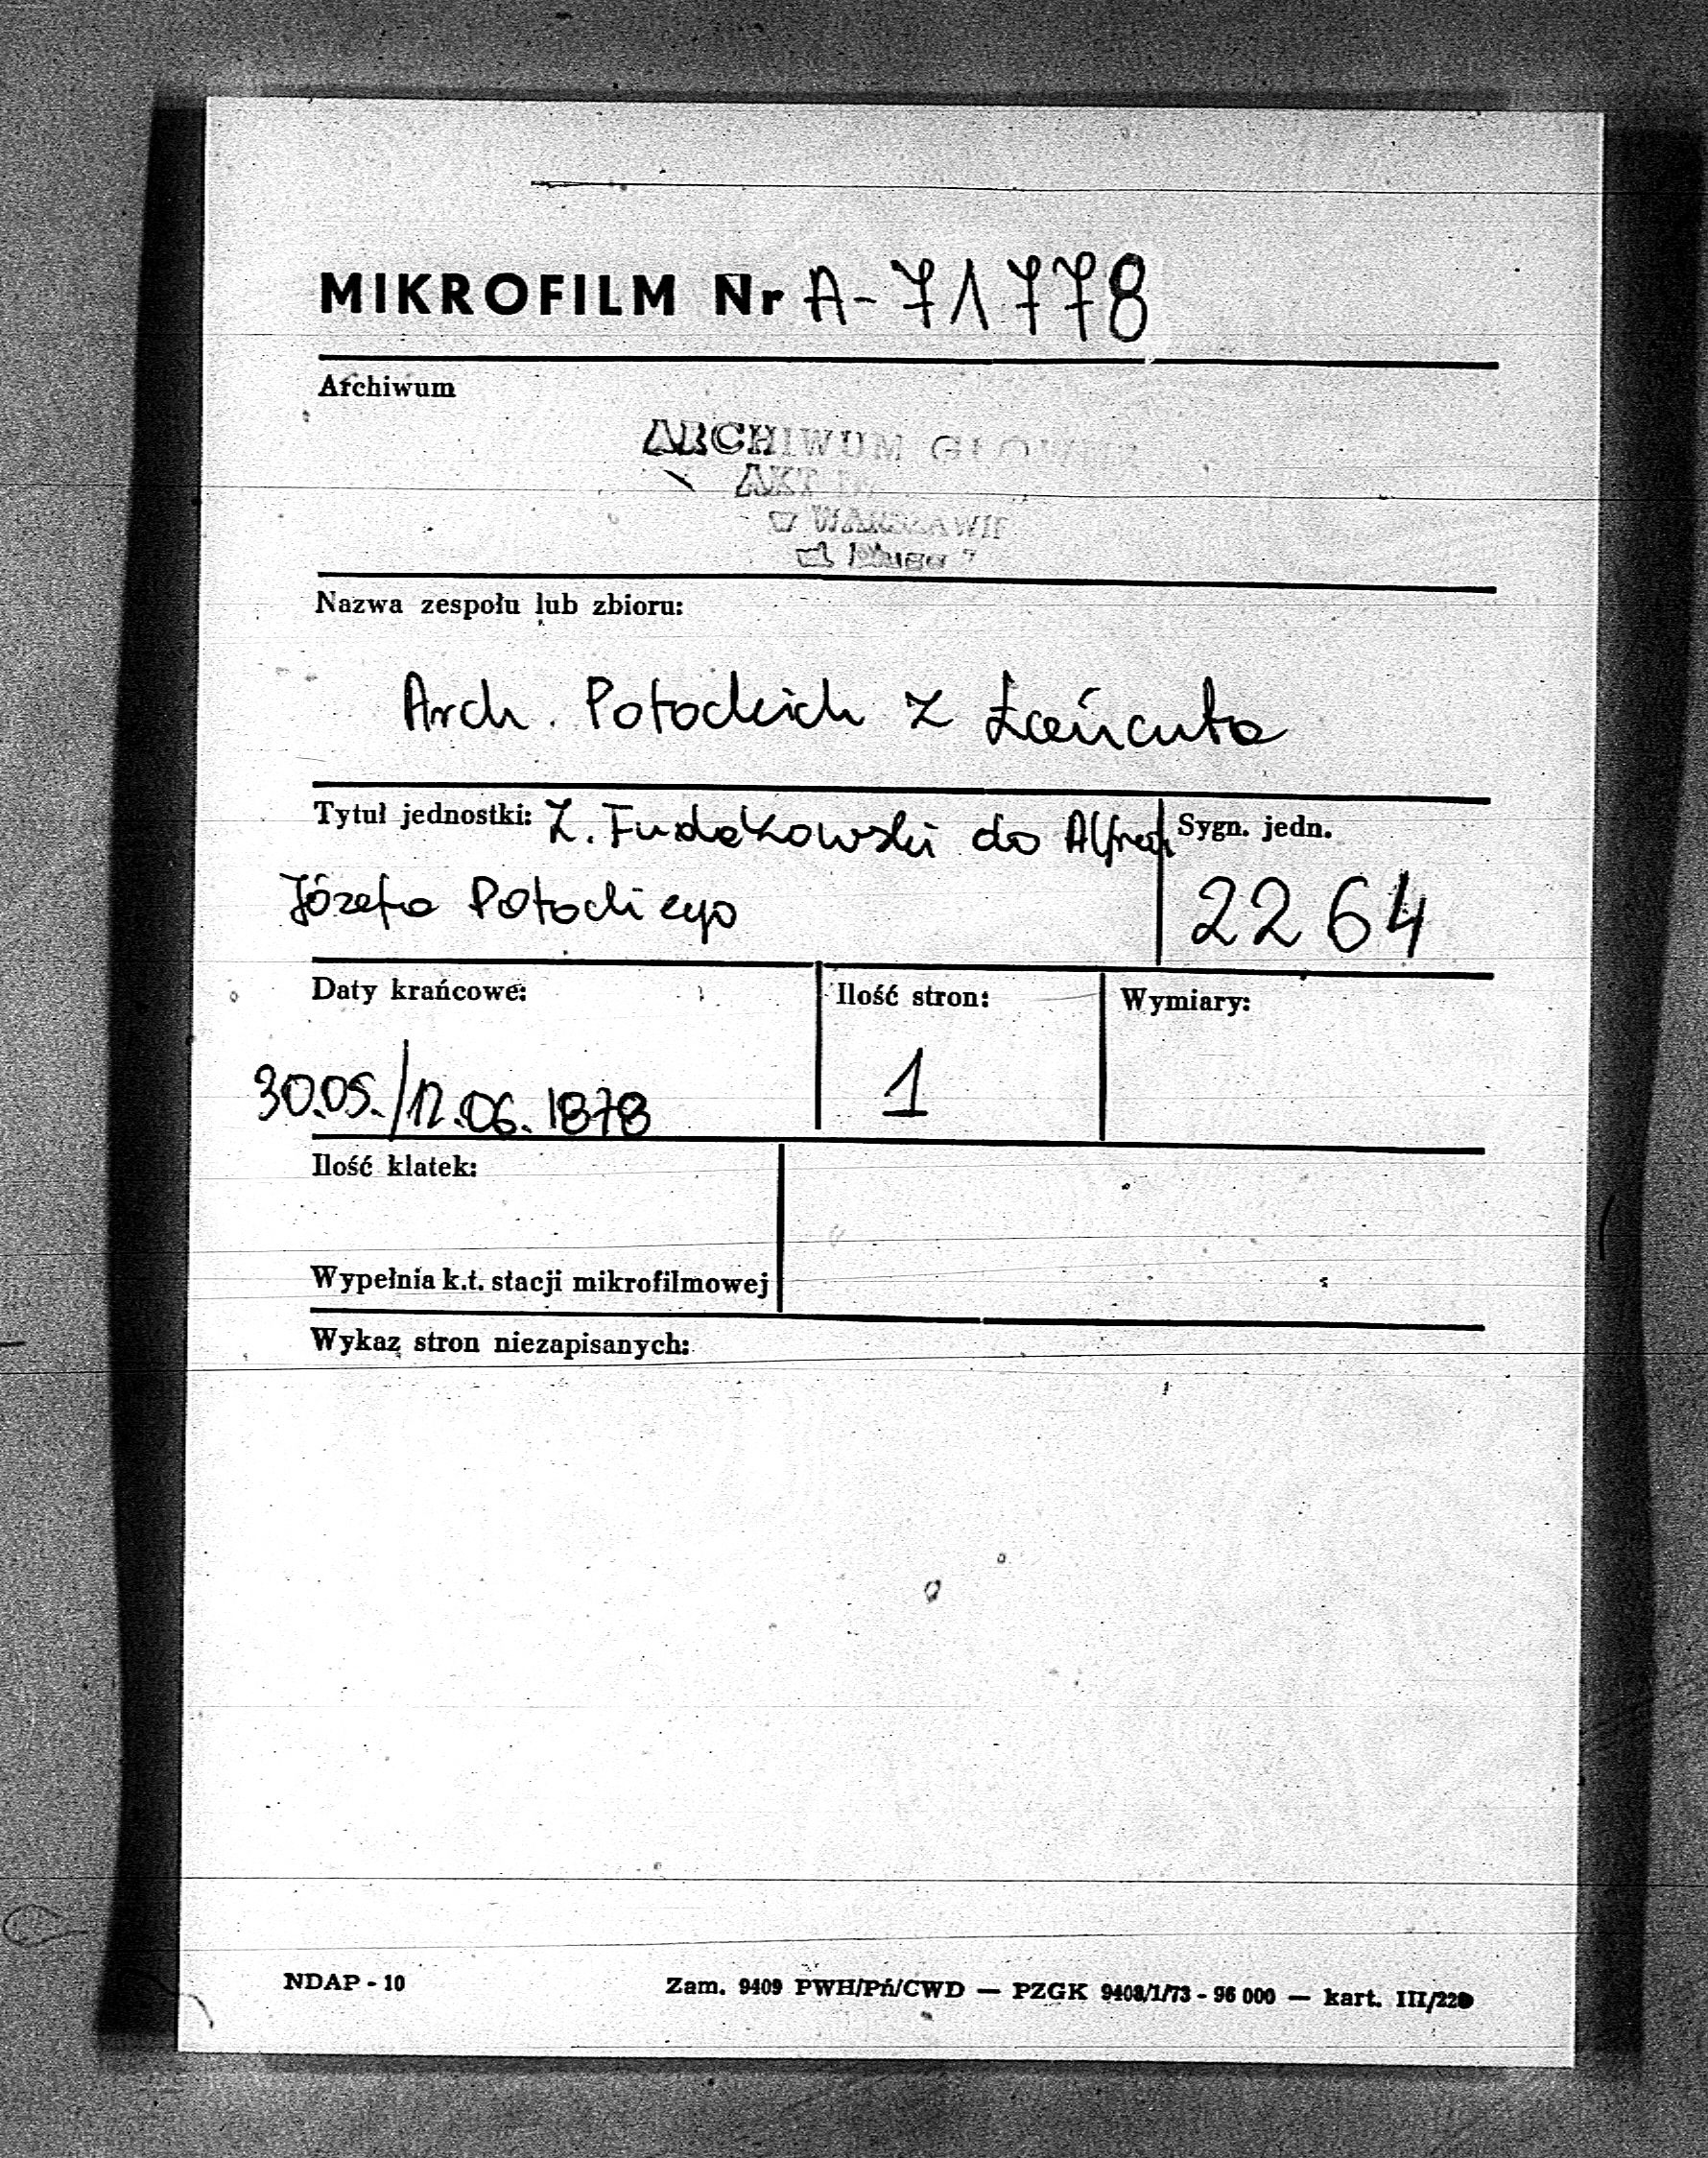 MIKROFILM Nr A-71778
Archiwum
ARCHIWUM GŁÓWN
AKT
W WARSZAWIE
Nazwa zespołu lub zbioru:
Arch. Potockich z Łańcuta
Tytuł jednostki: Z. Fudakowski do Alfred
Sygn. jedn.
Józefa Potockiego
2264
Daty krańcowe:
Ilość stron:
Wymiary:
30.05./12.06.1878
1
Ilość klatek:
Wypełnia k.t. stacji mikrofilmowej
Wykaz stron niezapisanych:
NDAP - 10
Zam. 9409 PWH/Pń/CWD — PZGK 9408/1/73 - 96 000 — kart. III/220